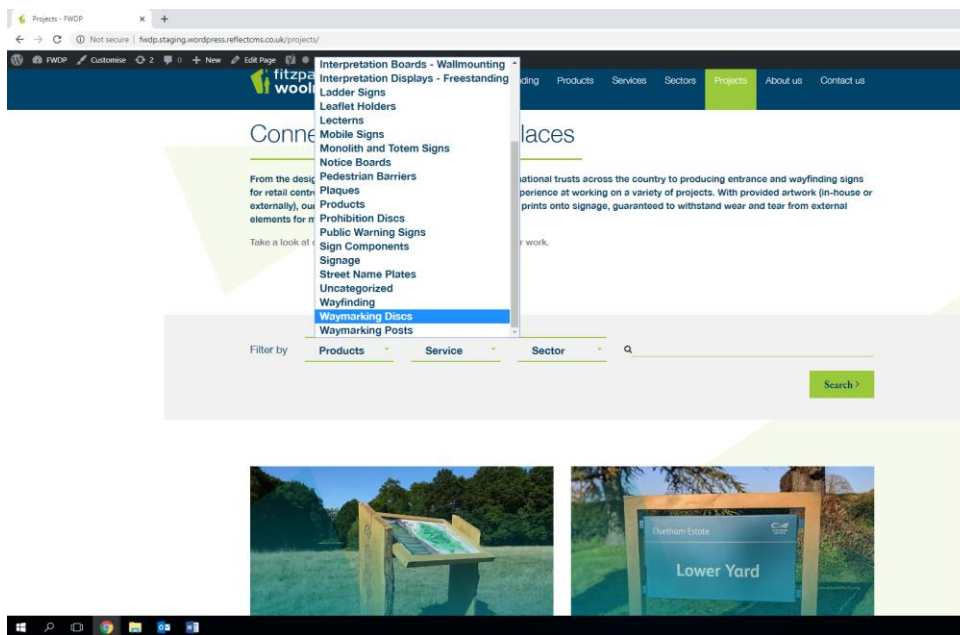 Projects - FWDP
Not secure | fwdp.staging.wordpress.reflectcms.co.uk/projects/
FWDP Customise 2 0 + New Edit Page
fitzpa
wool
Interpretation Boards - Wallmounting
Interpretation Displays - Freestanding
Ladder Signs
Leaflet Holders
Lecterns
Mobile Signs
Monolith and Totem Signs
Notice Boards
Pedestrian Barriers
Plaques
Products
Prohibition Discs
Public Warning Signs
Sign Components
Signage
Street Name Plates
Uncategorized
Wayfinding
Waymarking Discs
Waymarking Posts
ding Products Services Sectors Projects About us Contact us
Conne laces
From the desig ational trusts across the country to producing entrance and wayfinding signs
for retail centr perience at working on a variety of projects. With provided artwork (in-house or
externally), ou prints onto signage, guaranteed to withstand wear and tear from external
elements for m
Take a look at r work.
Filter by Products Service Sector
Search >
Elvetham Estate
Lower Yard